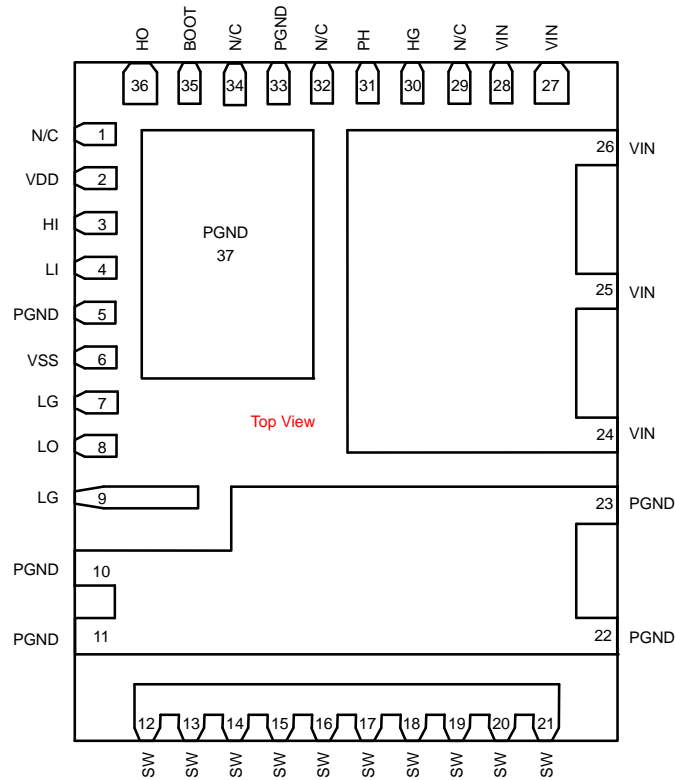 HO BOOT N/C PGND N/C PH HG N/C VIN VIN
36 35 34 33 32 31 30 29 28 27
N/C 1
VDD 2
HI 3
LI 4
PGND 5
VSS 6
LG 7
LO 8
LG 9
PGND 10
PGND 11
PGND
37
Top View
26 VIN
25 VIN
24 VIN
23 PGND
22 PGND
12 13 14 15 16 17 18 19 20 21
SW SW SW SW SW SW SW SW SW SW